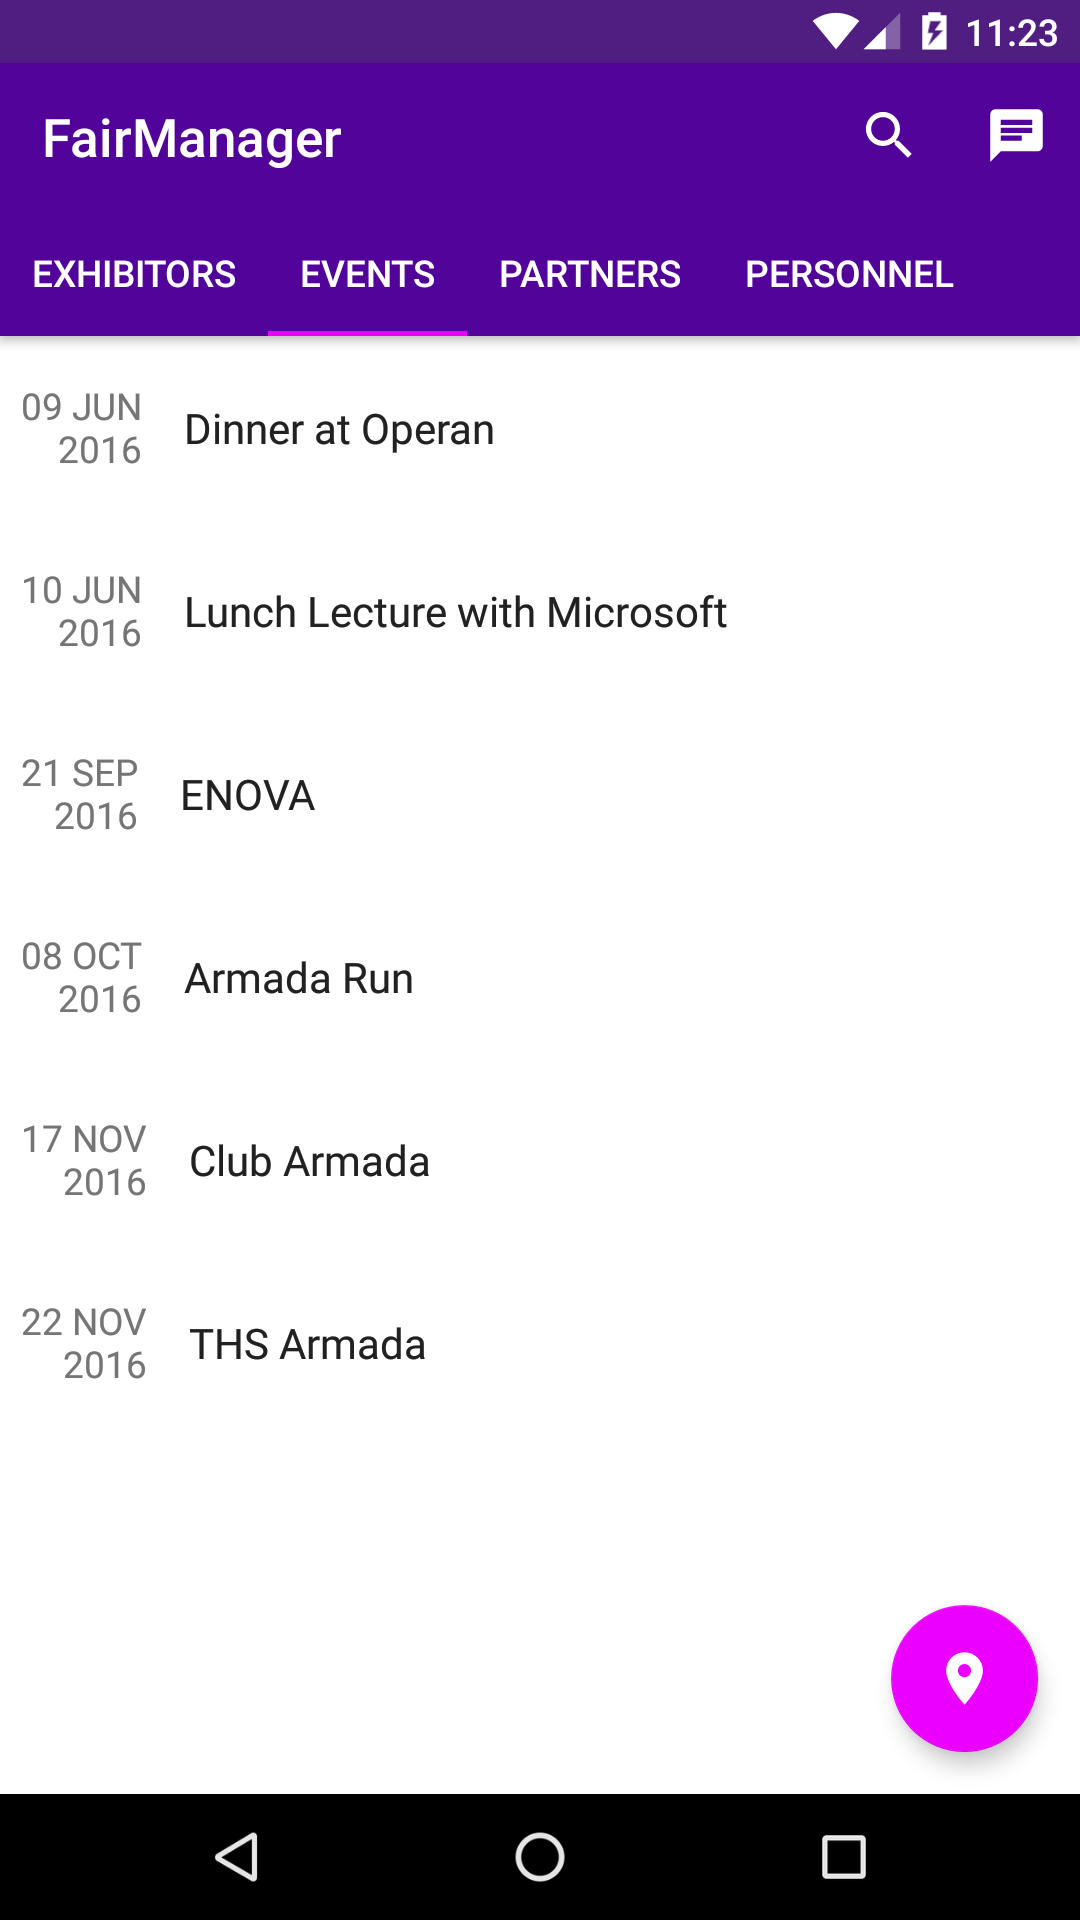 11:23
FairManager
EXHIBITORS EVENTS PARTNERS PERSONNEL
09 JUN
2016
Dinner at Operan
10 JUN
2016
Lunch Lecture with Microsoft
21 SEP
2016
ENOVA
08 OCT
2016
Armada Run
17 NOV
2016
Club Armada
22 NOV
2016
THS Armada